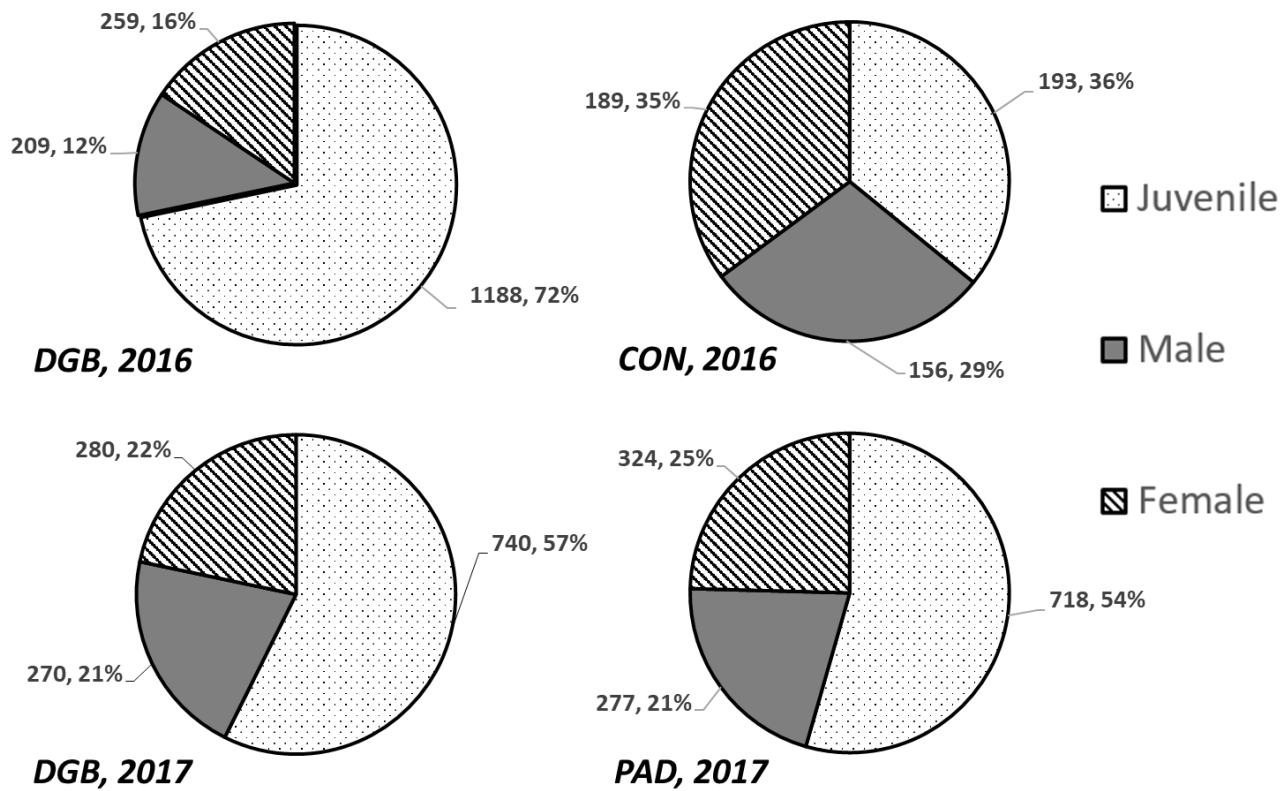 259, 16%
209, 12%
1188, 72%
DGB, 2016
189, 35%
193, 36%
156, 29%
CON, 2016
Juvenile
Male
Female
280, 22%
740, 57%
270, 21%
DGB, 2017
324, 25%
718, 54%
277, 21%
PAD, 2017